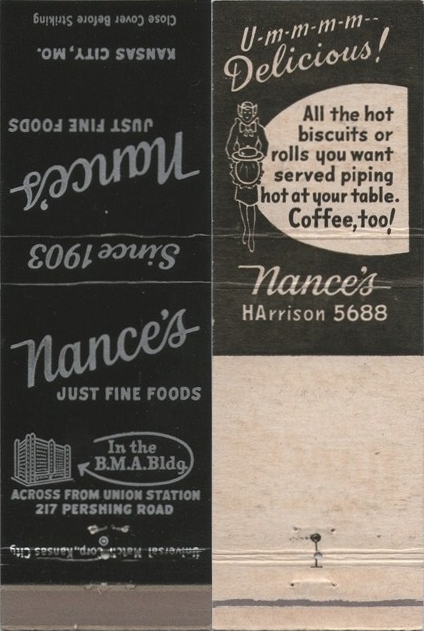 Close Cover Before Striking
KANSAS CITY, MO.
JUST FINE FOODS
Nance's
Since 1903
Nance's
JUST FINE FOODS
In the
B.M.A.Bldg.
ACROSS FROM UNION STATION
217 PERSHING ROAD
Universal Match Corp., Kansas City
U-m-m-m-m--
Delicious!
All the hot
biscuits or
rolls you want
served piping
hot at your table.
Coffee, too!
Nance's
HArrison 5688